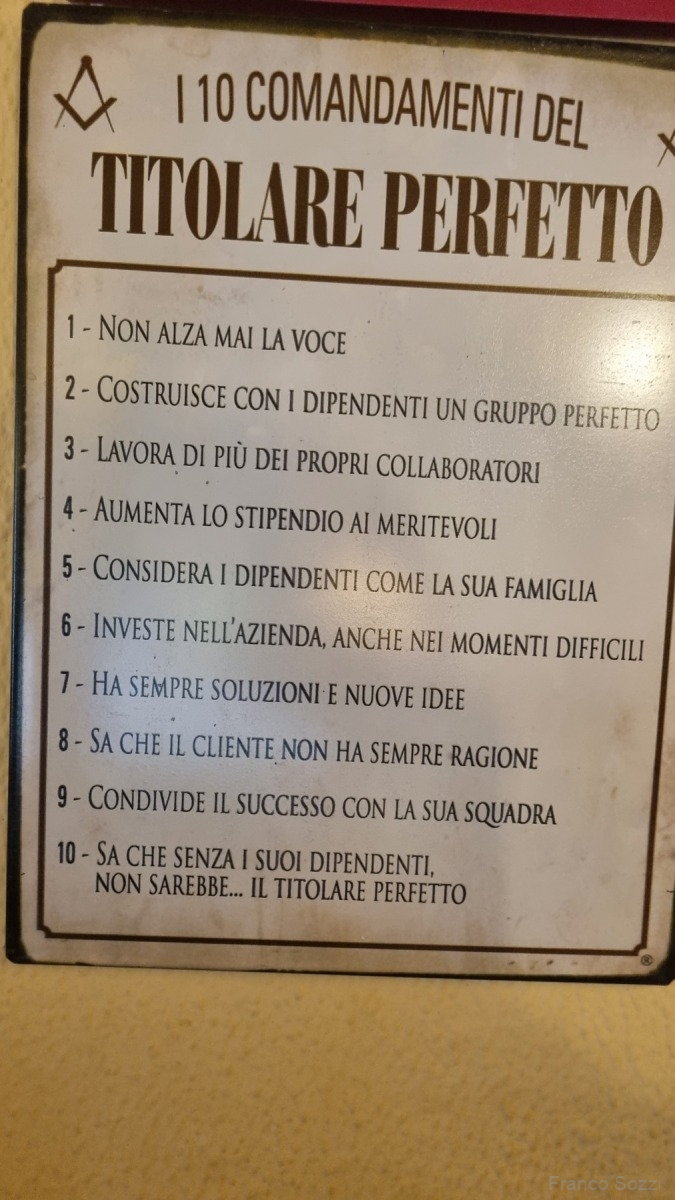 I 10 COMANDAMENTI DEL
TITOLARE PERFETTO
1 - NON ALZA MAI LA VOCE
2 - COSTRUISCE CON I DIPENDENTI UN GRUPPO PERFETTO
3 - LAVORA DI PIÙ DEI PROPRI COLLABORATORI
4 - AUMENTA LO STIPENDIO AI MERITEVOLI
5 - CONSIDERA I DIPENDENTI COME LA SUA FAMIGLIA
6 - INVESTE NELL'AZIENDA, ANCHE NEI MOMENTI DIFFICILI
7 - HA SEMPRE SOLUZIONI E NUOVE IDEE
8 - SA CHE IL CLIENTE NON HA SEMPRE RAGIONE
9 - CONDIVIDE IL SUCCESSO CON LA SUA SQUADRA
10 - SA CHE SENZA I SUOI DIPENDENTI,
NON SAREBBE... IL TITOLARE PERFETTO
®
Franco Sozzi